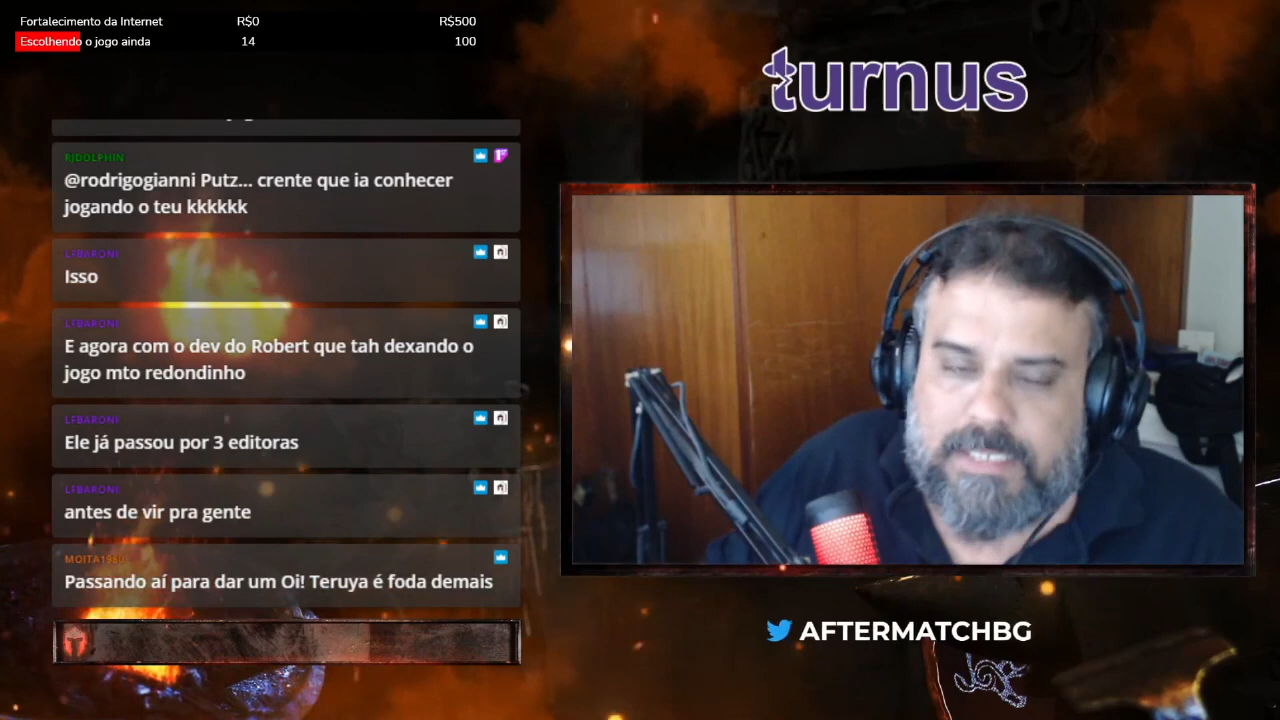 Fortalecimento da Internet R$0 R$500
Escolhendo o jogo ainda 14 100
turnus
RJDOLPHIN
@rodrigogianni Putz... crente que ia conhecer
jogando o teu kkkkkk
LFBARONI
Isso
LFBARONI
E agora com o dev do Robert que tah dexando o
jogo mto redondinho
LFBARONI
Ele já passou por 3 editoras
LFBARONI
antes de vir pra gente
MOITA1980
Passando aí para dar um Oi! Teruya é foda demais
AFTERMATCHBG